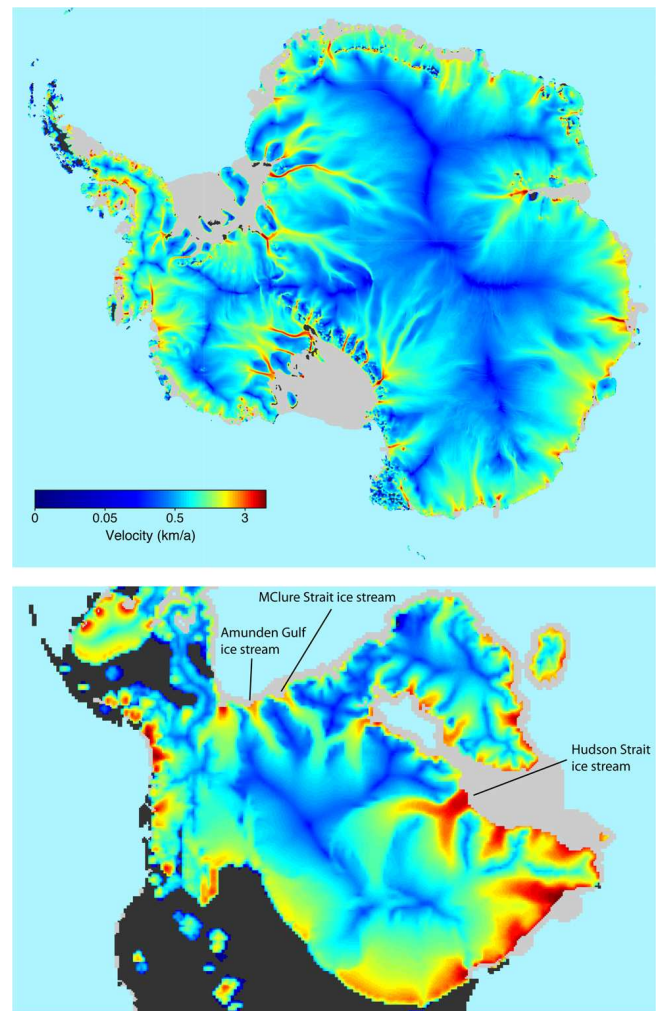 0 0.05 0.5 3
Velocity (km/a)
MClure Strait ice stream
Amunden Gulf
ice stream
Hudson Strait
ice stream